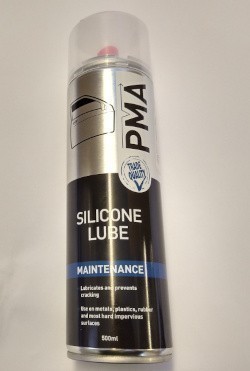 PMA
TRADE
QUALITY
SILICONE
LUBE
MAINTENANCE
Lubricates and prevents
cracking
Use on metals, plastics, rubber
and most hard impervious
surfaces
500ml